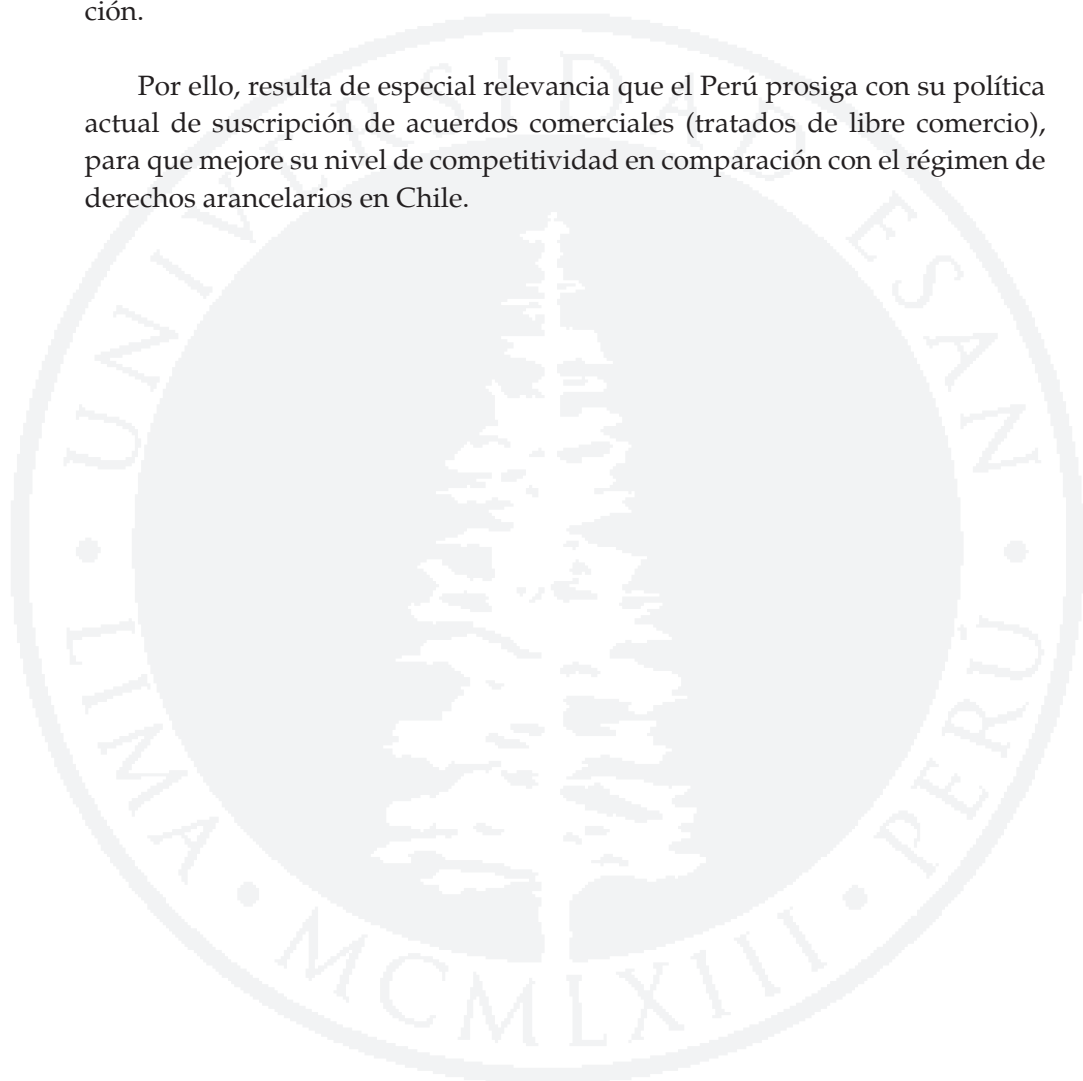 ción.
Por ello, resulta de especial relevancia que el Perú prosiga con su política
actual de suscripción de acuerdos comerciales (tratados de libre comercio),
para que mejore su nivel de competitividad en comparación con el régimen de
derechos arancelarios en Chile.
UNIVERSIDAD ESAN
LIMA • MCMLXIII • PERÚ